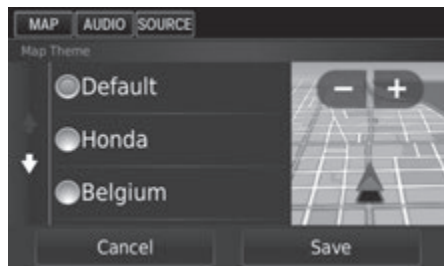 MAP AUDIO SOURCE
Map Theme
Default
Honda
Belgium
− +
Cancel Save